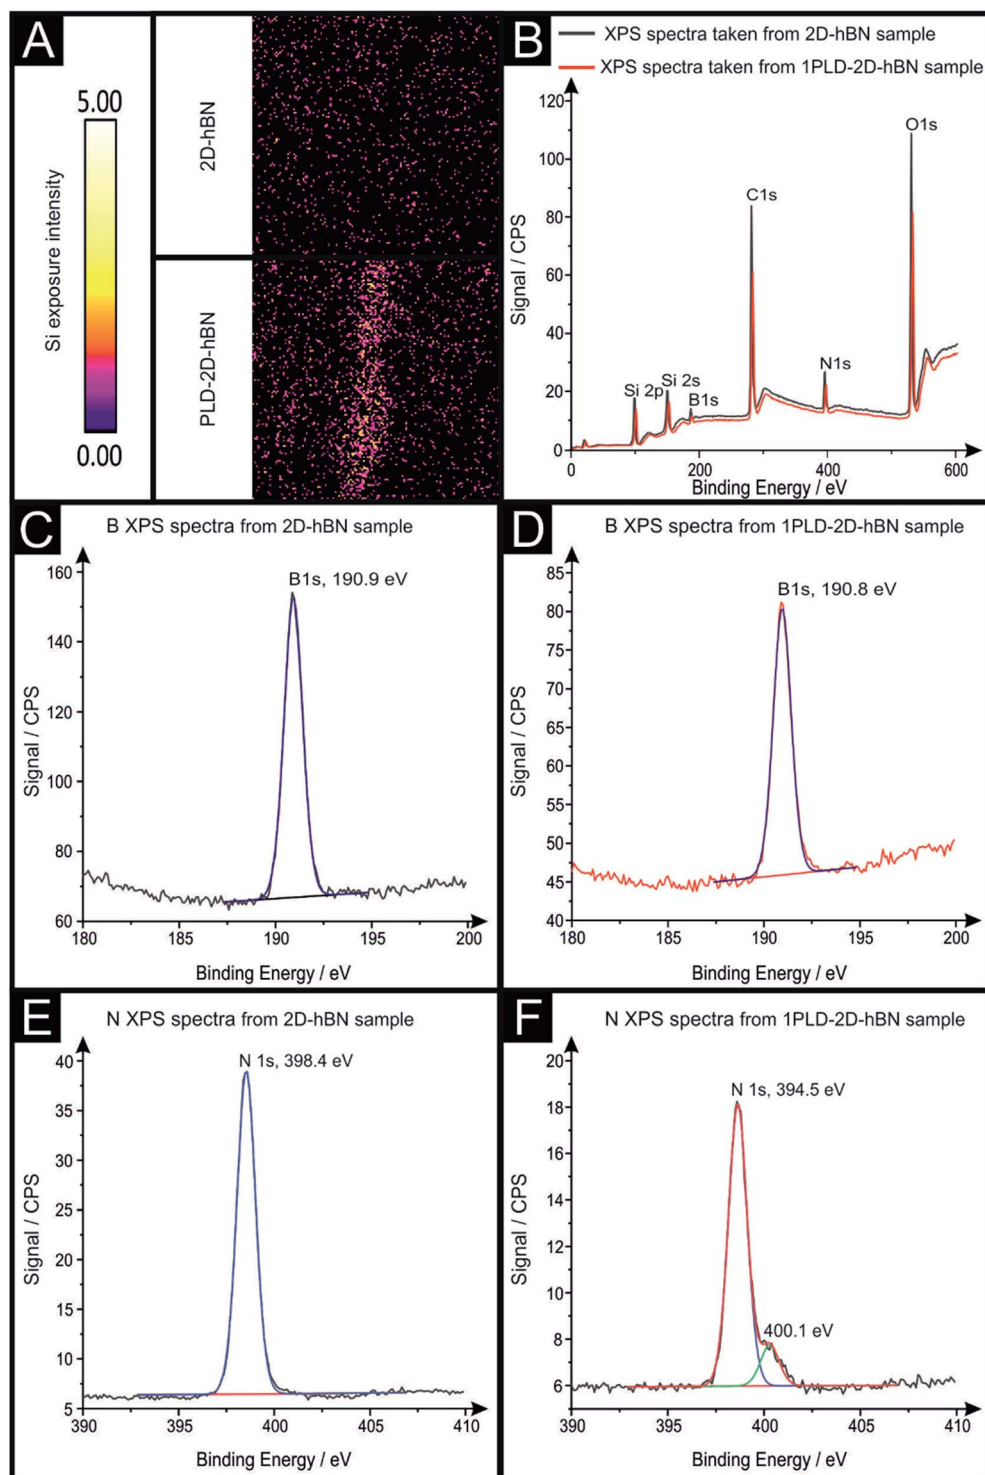 A
5.00
Si exposure intensity
0.00
2D-hBN
PLD-2D-hBN
B
XPS spectra taken from 2D-hBN sample
XPS spectra taken from 1PLD-2D-hBN sample
Signal / CPS
120
100
80
60
40
20
0
Si 2p
Si 2s
B1s
C1s
N1s
O1s
0
200
400
600
Binding Energy / eV
C
B XPS spectra from 2D-hBN sample
B1s, 190.9 eV
Signal / CPS
160
140
120
100
80
60
180
185
190
195
200
Binding Energy / eV
D
B XPS spectra from 1PLD-2D-hBN sample
B1s, 190.8 eV
Signal / CPS
85
80
75
70
65
60
55
50
45
40
180
185
190
195
200
Binding Energy / eV
E
N XPS spectra from 2D-hBN sample
N 1s, 398.4 eV
Signal / CPS
40
35
30
25
20
15
10
5
390
395
400
405
410
Binding Energy / eV
F
N XPS spectra from 1PLD-2D-hBN sample
N 1s, 394.5 eV
400.1 eV
Signal / CPS
20
18
16
14
12
10
8
6
5
390
395
400
405
410
Binding Energy / eV